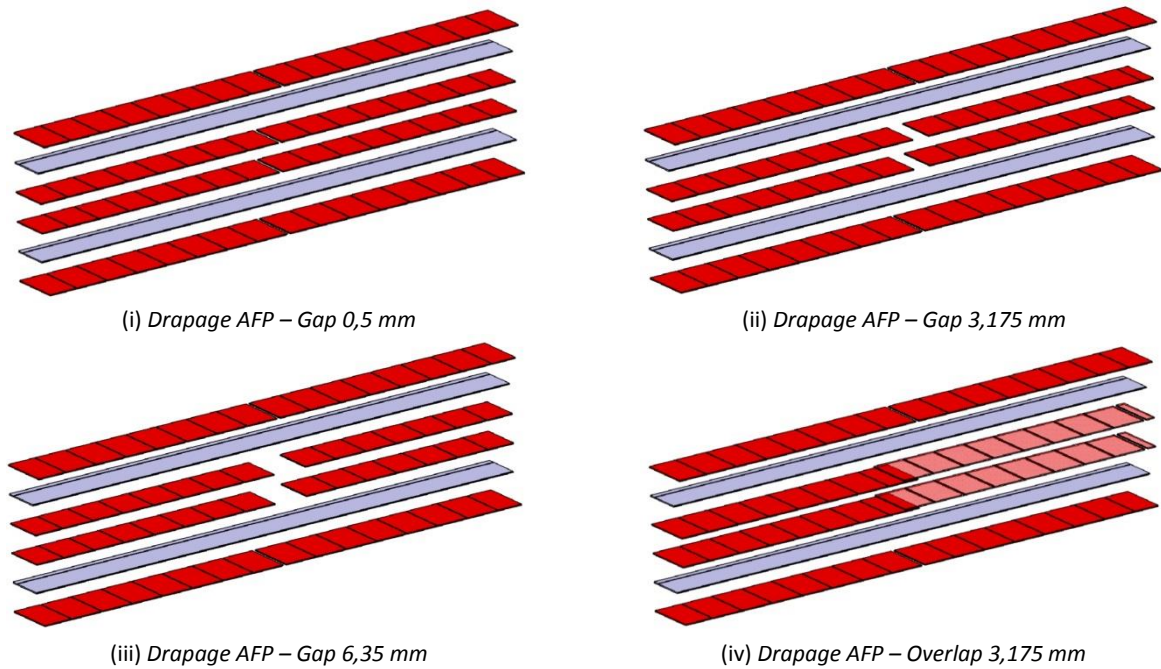 (i) Drapage AFP – Gap 0,5 mm
(ii) Drapage AFP – Gap 3,175 mm
(iii) Drapage AFP – Gap 6,35 mm
(iv) Drapage AFP – Overlap 3,175 mm